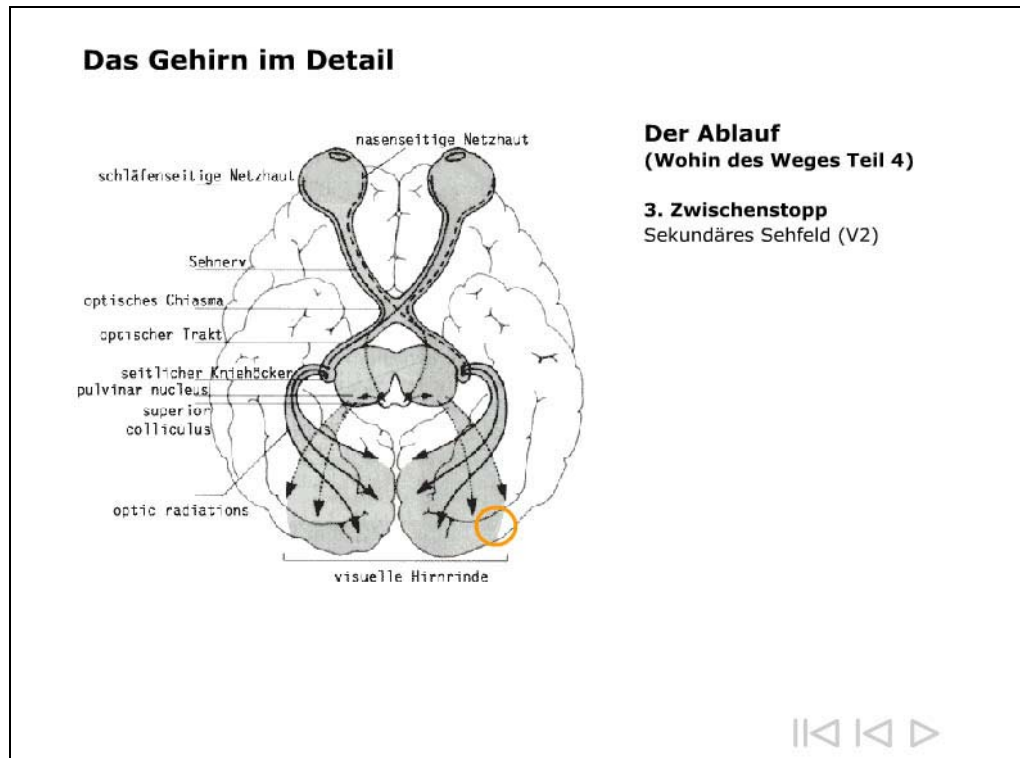 Das Gehirn im Detail
nasenseitige Netzhaut
schläfenseitige Netzhaut
Sehnerv
optisches Chiasma
optischer Trakt
seitlicher Kniehöcker
pulvinar nucleus
superior
colliculus
optic radiations
visuelle Hirnrinde
Der Ablauf
(Wohin des Weges Teil 4)
3. Zwischenstopp
Sekundäres Sehfeld (V2)